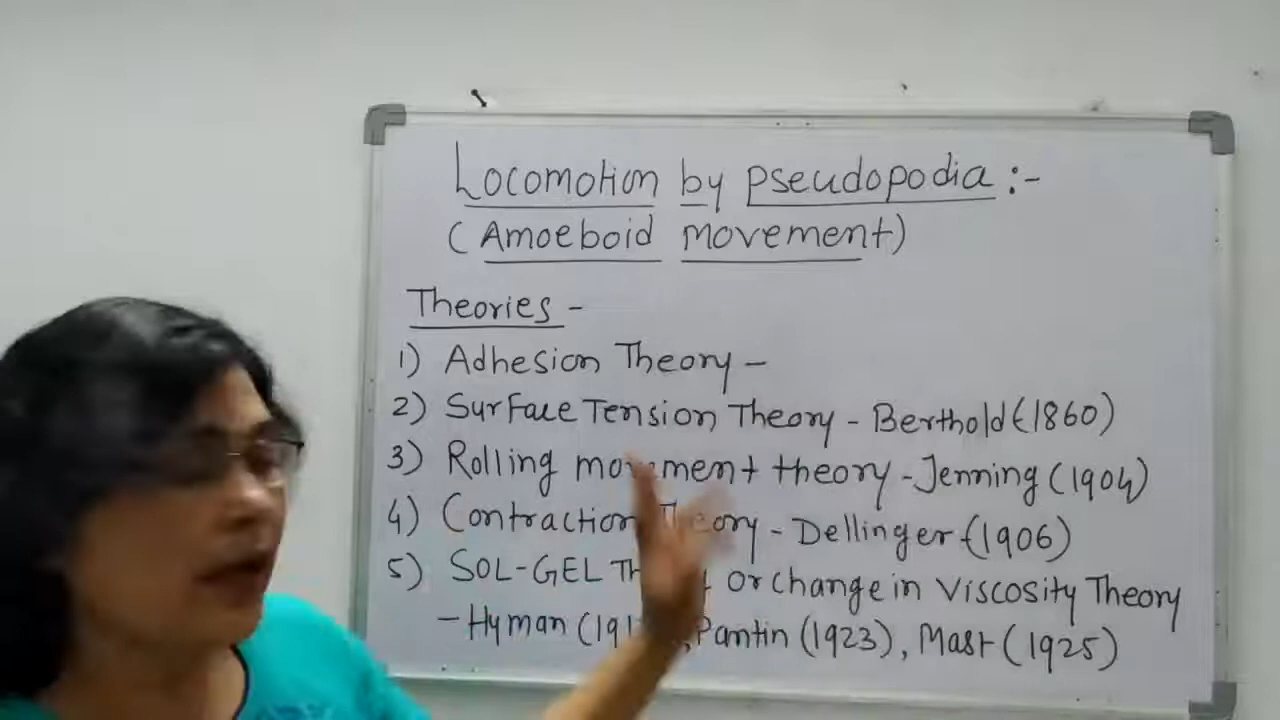 Locomotion by pseudopodia :-
(Amoeboid movement)
Theories -
1) Adhesion Theory -
2) Surface Tension Theory - Berthold (1860)
3) Rolling movement theory - Jenning (1904)
4) Contraction Theory - Dellinger (1906)
5) SOL-GEL or change in Viscosity Theory
- Hyman , Pantin (1923), Mast (1925)